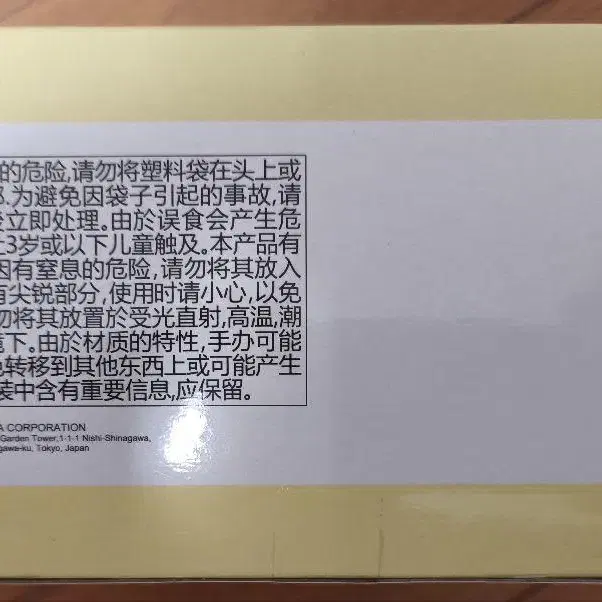 的危险,请勿将塑料袋在头上或
.为避免因袋子引起的事故,请
立即处理。由於误食会产生危
3岁或以下儿童触及。本产品有
因有窒息的危险,请勿将其放入
有尖锐部分,使用时请小心,以免
勿将其放置於受光直射,高温,潮
境下。由於材质的特性,手办可能
色转移到其他东西上或可能产生
装中含有重要信息,应保留。
A CORPORATION
Garden Tower,1-1-1 Nishi-Shinagawa,
gawa-ku, Tokyo, Japan